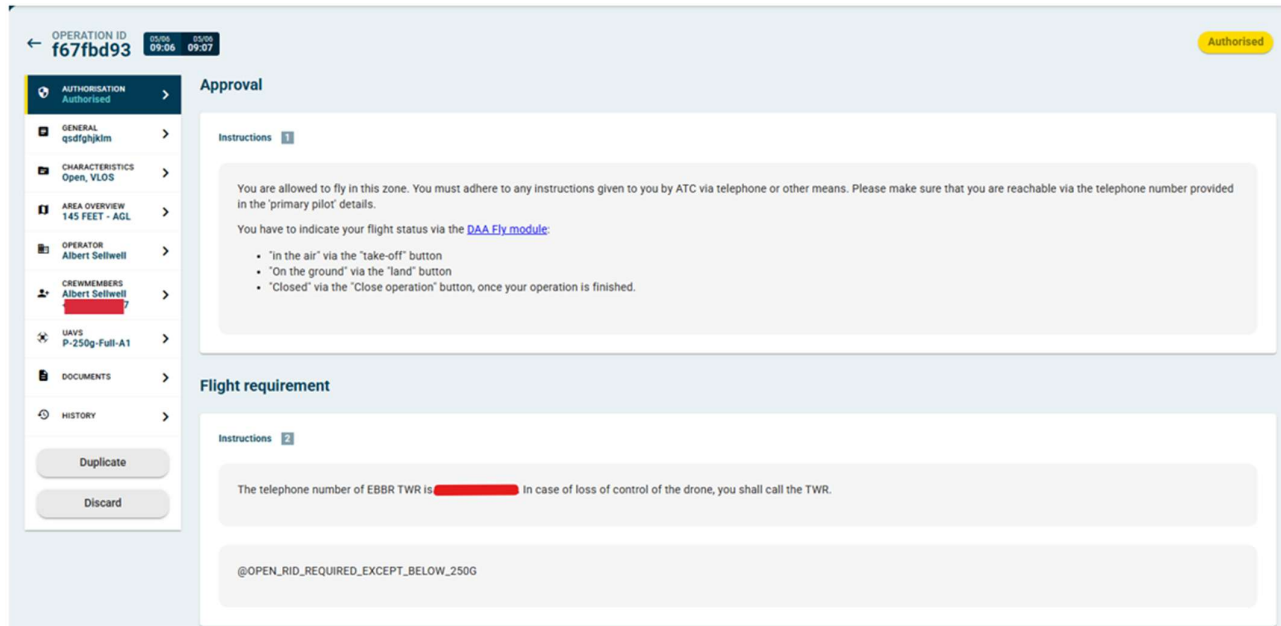 OPERATION ID
f67fbd93
05/06 05/06
09:06 09:07
Authorised
AUTHORISATION
Authorised
GENERAL
qsdfghjklm
CHARACTERISTICS
Open, VLOS
AREA OVERVIEW
145 FEET - AGL
OPERATOR
Albert Sellwell
CREWMEMBERS
Albert Sellwell
7
UAVS
P-250g-Full-A1
DOCUMENTS
HISTORY
Duplicate
Discard
Approval
Instructions 1
You are allowed to fly in this zone. You must adhere to any instructions given to you by ATC via telephone or other means. Please make sure that you are reachable via the telephone number provided
in the 'primary pilot' details.
You have to indicate your flight status via the DAA Fly module:
• "in the air" via the "take-off" button
• "On the ground" via the "land" button
• "Closed" via the "Close operation" button, once your operation is finished.
Flight requirement
Instructions 2
The telephone number of EBBR TWR is In case of loss of control of the drone, you shall call the TWR.
@OPEN_RID_REQUIRED_EXCEPT_BELOW_250G